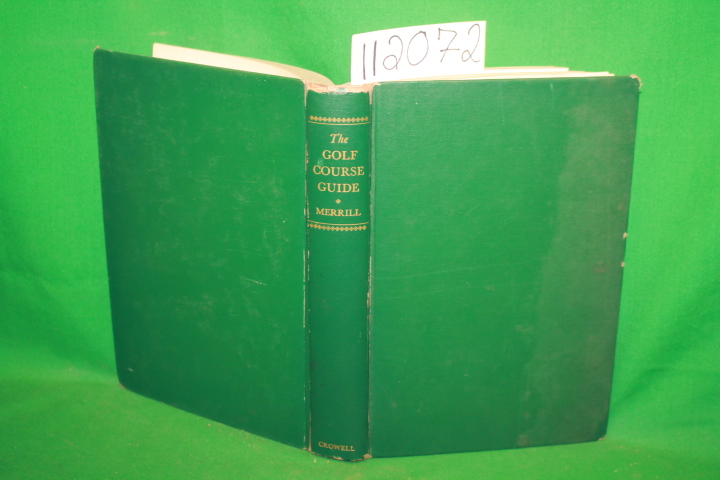 112072
The
GOLF
COURSE
GUIDE
MERRILL
CROWELL